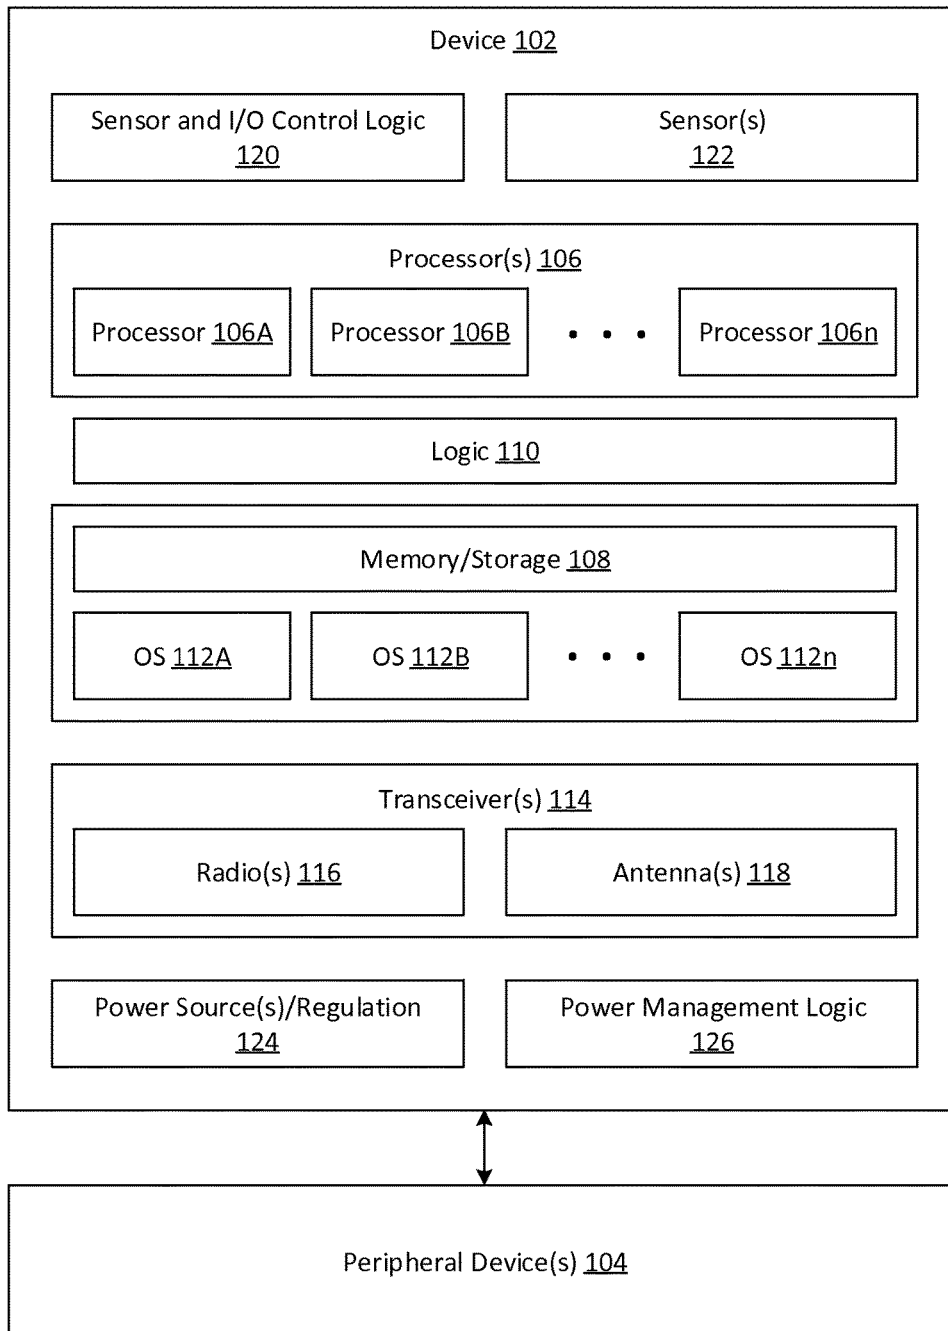 Device 102
Sensor and I/O Control Logic
120
Sensor(s)
122
Processor(s) 106
Processor 106A
Processor 106B
• • •
Processor 106n
Logic 110
Memory/Storage 108
OS 112A
OS 112B
• • •
OS 112n
Transceiver(s) 114
Radio(s) 116
Antenna(s) 118
Power Source(s)/Regulation
124
Power Management Logic
126
Peripheral Device(s) 104